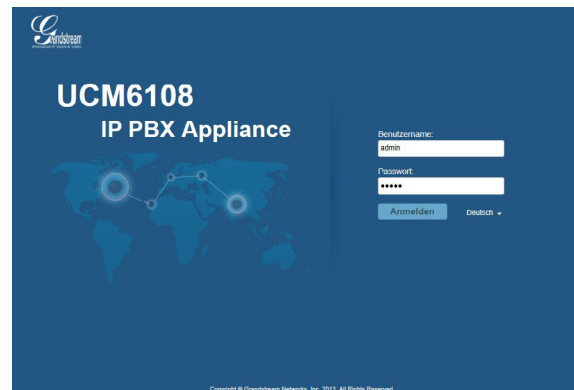 Grandstream
UCM6108
IP PBX Appliance
Benutzername:
admin
Passwort:
•••••
Anmelden
Deutsch
Copyright © Grandstream Networks, Inc. 2013. All Rights Reserved.